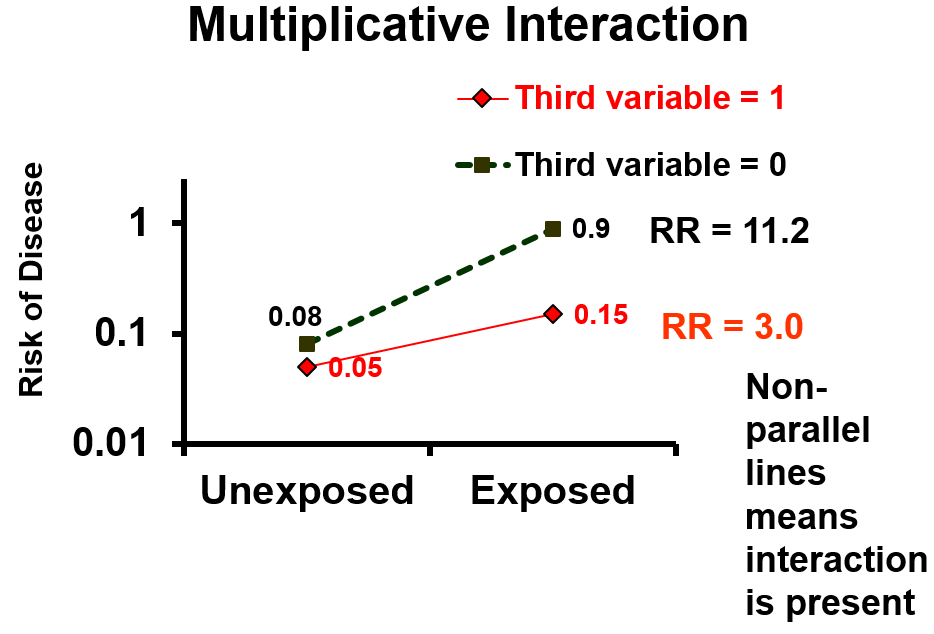 Multiplicative Interaction
Third variable = 1
Third variable = 0
Risk of Disease
1
0.1
0.01
0.08
0.05
0.9
0.15
RR = 11.2
RR = 3.0
Unexposed
Exposed
Non-
parallel
lines
means
interaction
is present